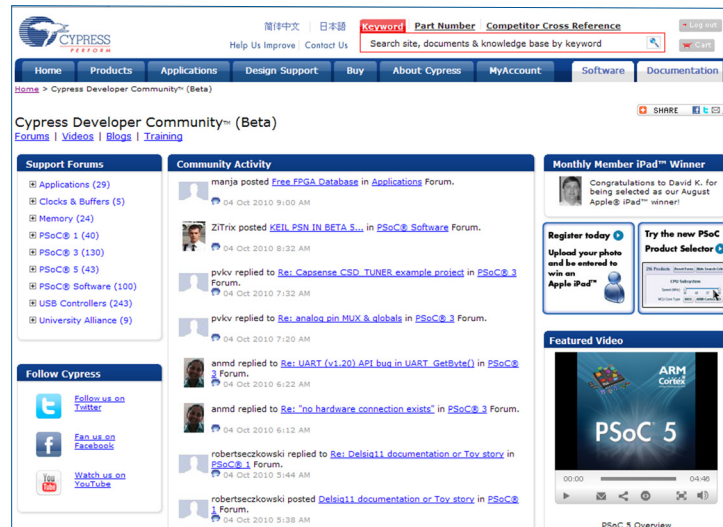 CYPRESS
PERFORM
简体中文 | 日本語
Keyword Part Number Competitor Cross Reference
Log out
Help Us Improve | Contact Us
Search site, documents & knowledge base by keyword
Cart
Home Products Applications Design Support Buy About Cypress MyAccount Software Documentation
Home > Cypress Developer Community™ (Beta)
SHARE
Cypress Developer Community™ (Beta)
Forums | Videos | Blogs | Training
Support Forums
Applications (29)
Clocks & Buffers (5)
Memory (24)
PSoC® 1 (40)
PSoC® 3 (130)
PSoC® 5 (43)
PSoC® Software (100)
USB Controllers (243)
University Alliance (9)
Follow Cypress
Follow us on
Twitter
Fan us on
Facebook
You
Tube
Watch us on
YouTube
Community Activity
manja posted Free FPGA Database in Applications Forum.
04 Oct 2010 9:00 AM
ZiTrix posted KEIL PSN IN BETA 5... in PSoC® Software Forum.
04 Oct 2010 8:32 AM
pvkv replied to Re: Capsense CSD_TUNER example project in PSoC® 3
Forum.
04 Oct 2010 7:32 AM
pvkv replied to Re: analog pin MUX & globals in PSoC® 3 Forum.
04 Oct 2010 7:20 AM
anmd replied to Re: UART (v1.20) API bug in UART_GetByte() in PSoC®
3 Forum.
04 Oct 2010 6:22 AM
anmd replied to Re: "no hardware connection exists" in PSoC® 3 Forum.
04 Oct 2010 6:12 AM
robertseczkowski replied to Re: Delsig11 documentation or Toy story in
PSoC® 1 Forum.
04 Oct 2010 5:44 AM
robertseczkowski posted Delsig11 documentation or Toy story in PSoC®
1 Forum.
04 Oct 2010 5:38 AM
Monthly Member iPad™ Winner
Congratulations to David K. for
being selected as our August
Apple® iPad™ winner!
Register today
Upload your photo
and be entered to
win an
Apple iPad™
Try the new PSoC
Product Selector
CPU Subsystem
Featured Video
ARM
Cortex
PSoC® 5
00:00 04:46
PSoC 5 Overview